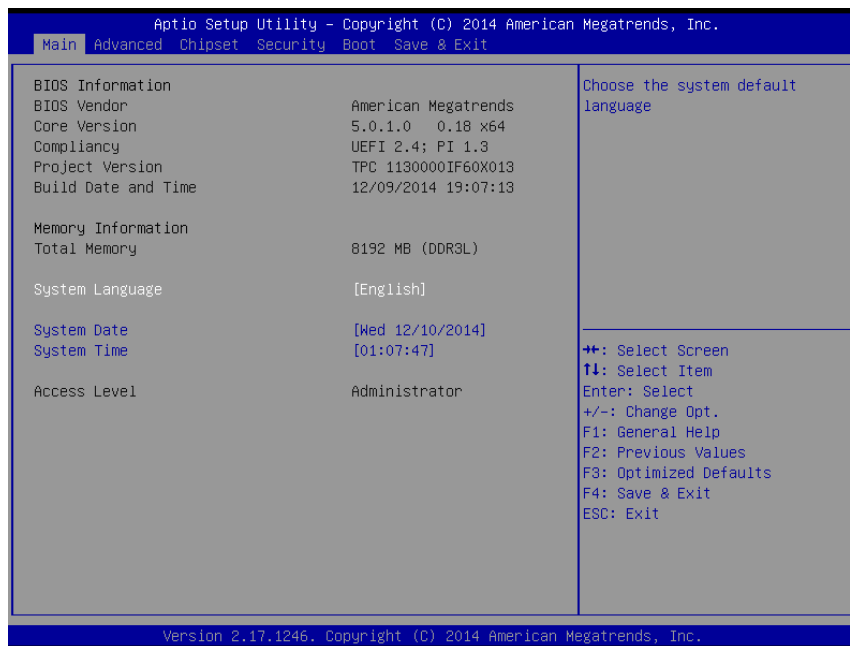 Aptio Setup Utility – Copyright (C) 2014 American Megatrends, Inc.
Main Advanced Chipset Security Boot Save & Exit
BIOS Information
BIOS Vendor American Megatrends
Core Version 5.0.1.0 0.18 x64
Compliancy UEFI 2.4; PI 1.3
Project Version TPC 1130000IF60X013
Build Date and Time 12/09/2014 19:07:13
Memory Information
Total Memory 8192 MB (DDR3L)
System Language [English]
System Date [Wed 12/10/2014]
System Time [01:07:47]
Access Level Administrator
Choose the system default
language
→←: Select Screen
↑↓: Select Item
Enter: Select
+/-: Change Opt.
F1: General Help
F2: Previous Values
F3: Optimized Defaults
F4: Save & Exit
ESC: Exit
Version 2.17.1246. Copyright (C) 2014 American Megatrends, Inc.